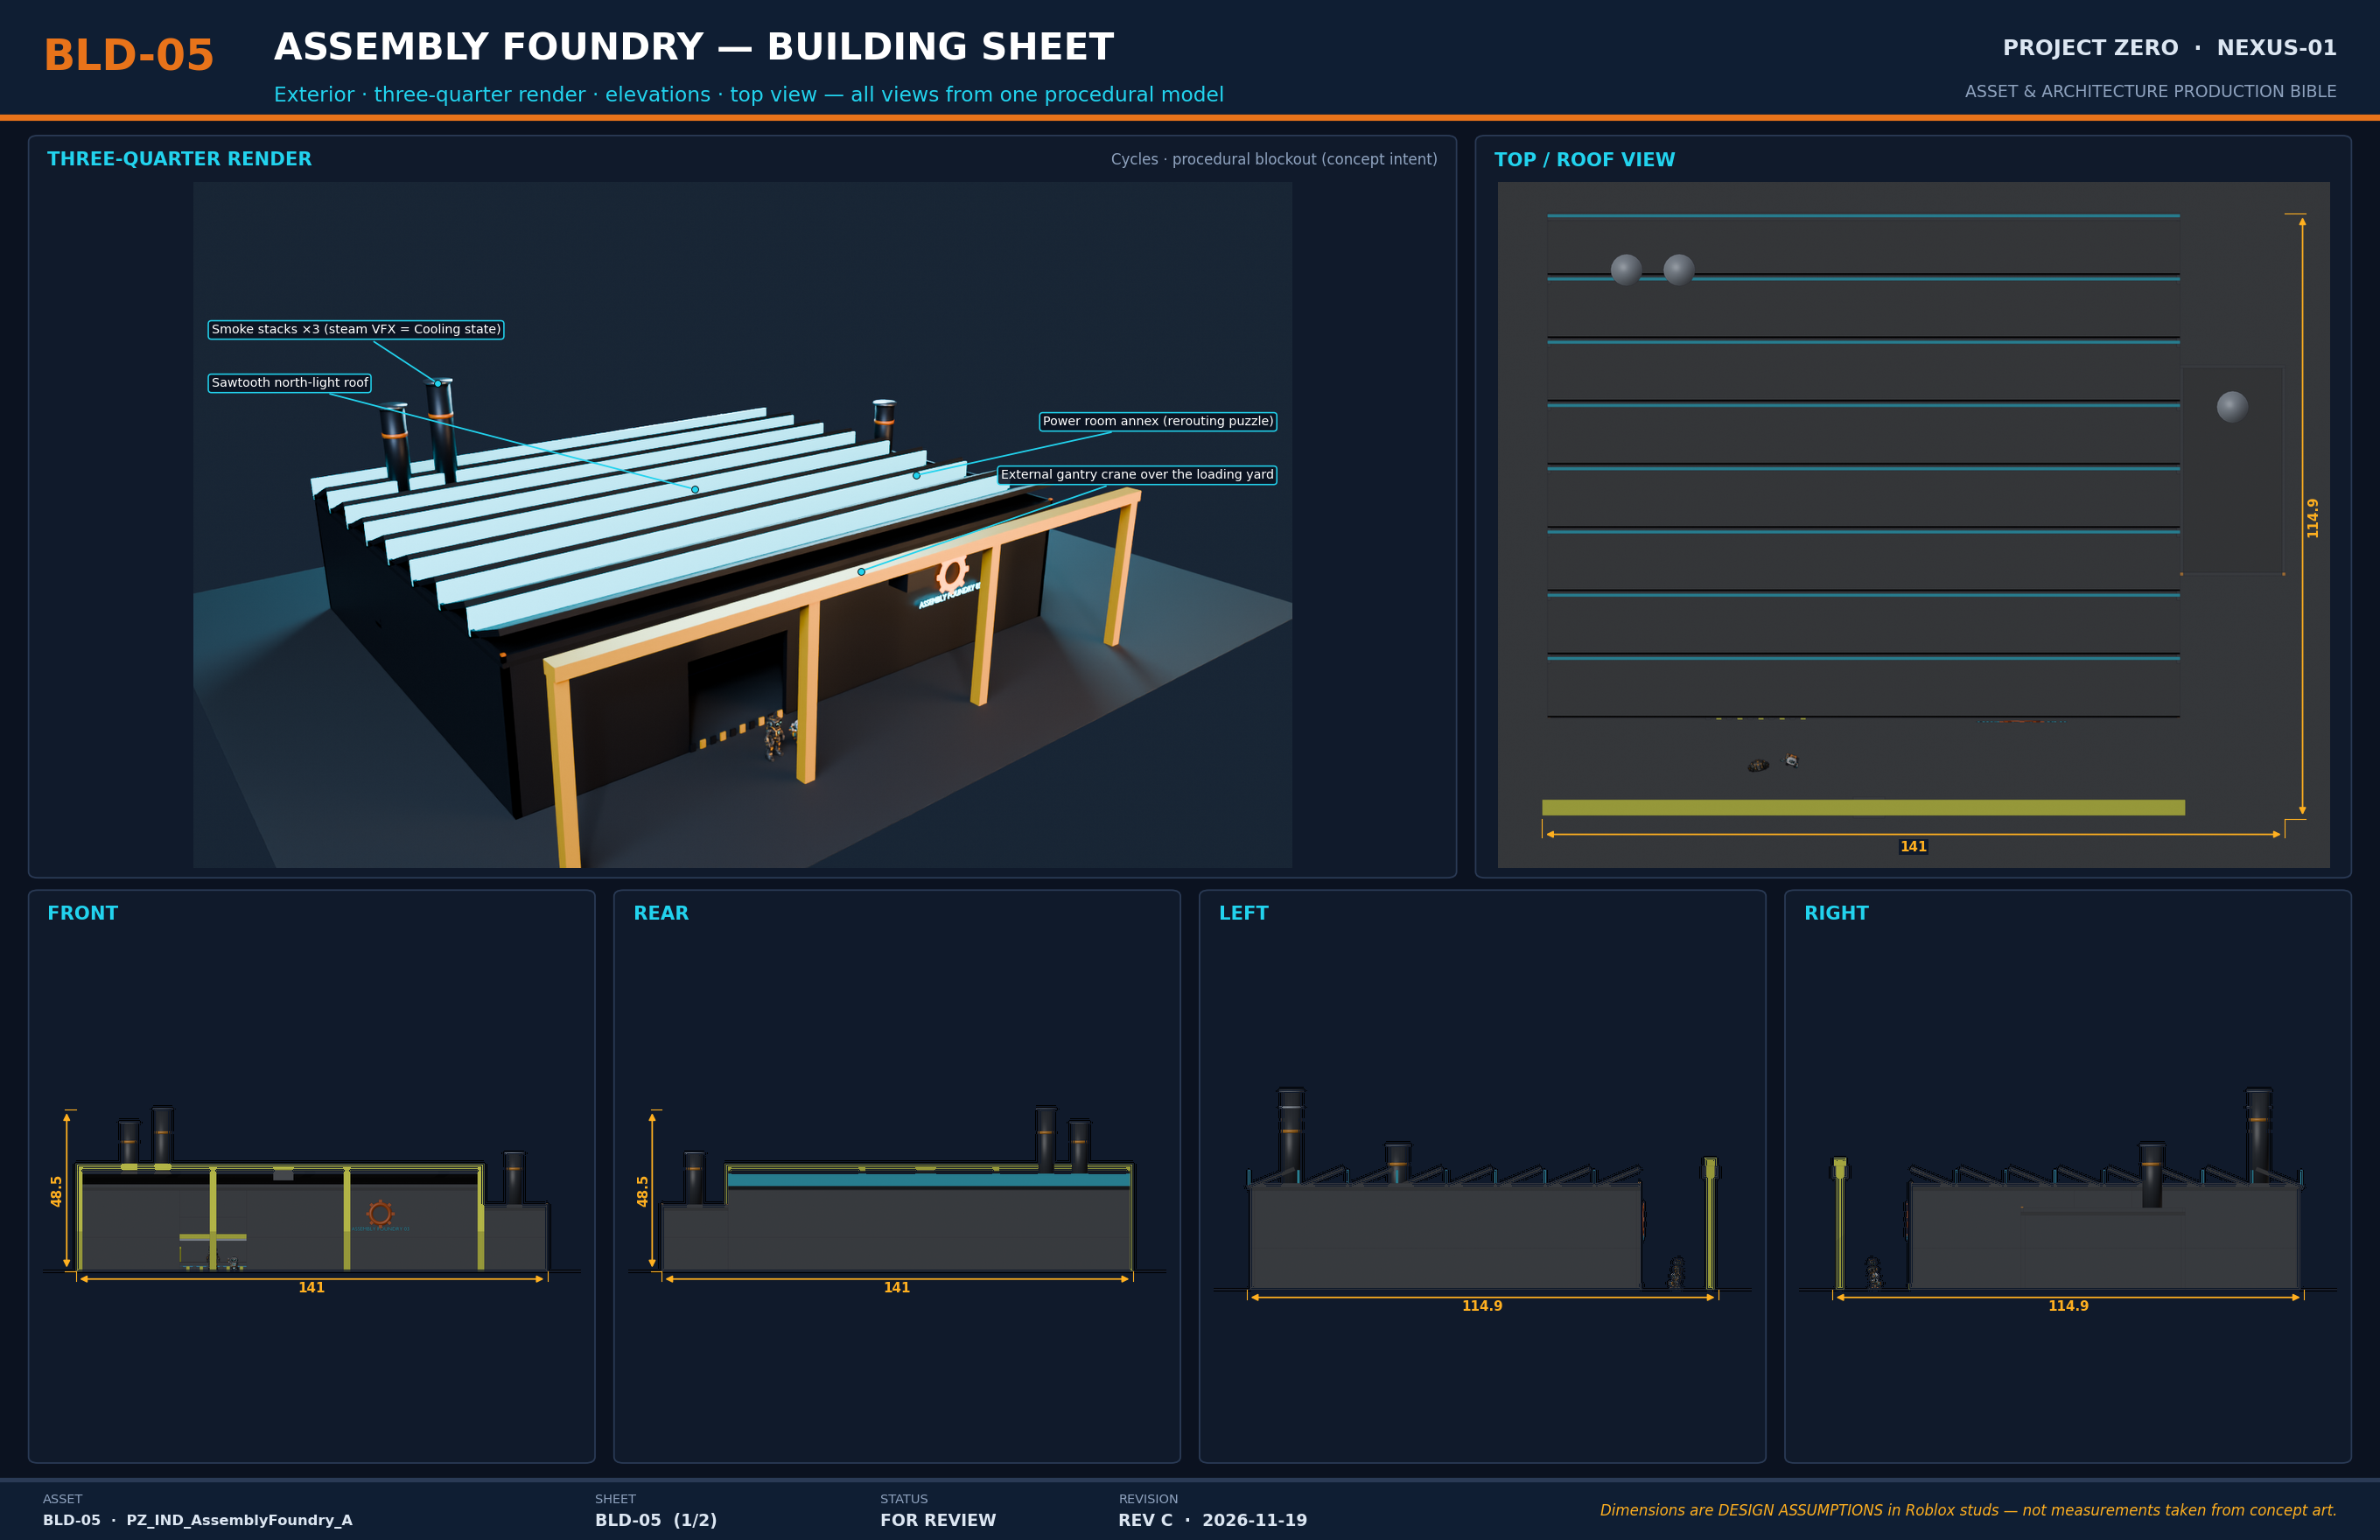 BLD-05
ASSEMBLY FOUNDRY — BUILDING SHEET
Exterior · three-quarter render · elevations · top view — all views from one procedural model
PROJECT ZERO · NEXUS-01
ASSET & ARCHITECTURE PRODUCTION BIBLE
THREE-QUARTER RENDER
Cycles · procedural blockout (concept intent)
Smoke stacks ×3 (steam VFX = Cooling state)
Sawtooth north-light roof
Power room annex (rerouting puzzle)
External gantry crane over the loading yard
TOP / ROOF VIEW
114.9
141
FRONT
48.5
141
REAR
48.5
141
LEFT
114.9
RIGHT
114.9
ASSET
BLD-05 · PZ_IND_AssemblyFoundry_A
SHEET
BLD-05 (1/2)
STATUS
FOR REVIEW
REVISION
REV C · 2026-11-19
Dimensions are DESIGN ASSUMPTIONS in Roblox studs — not measurements taken from concept art.